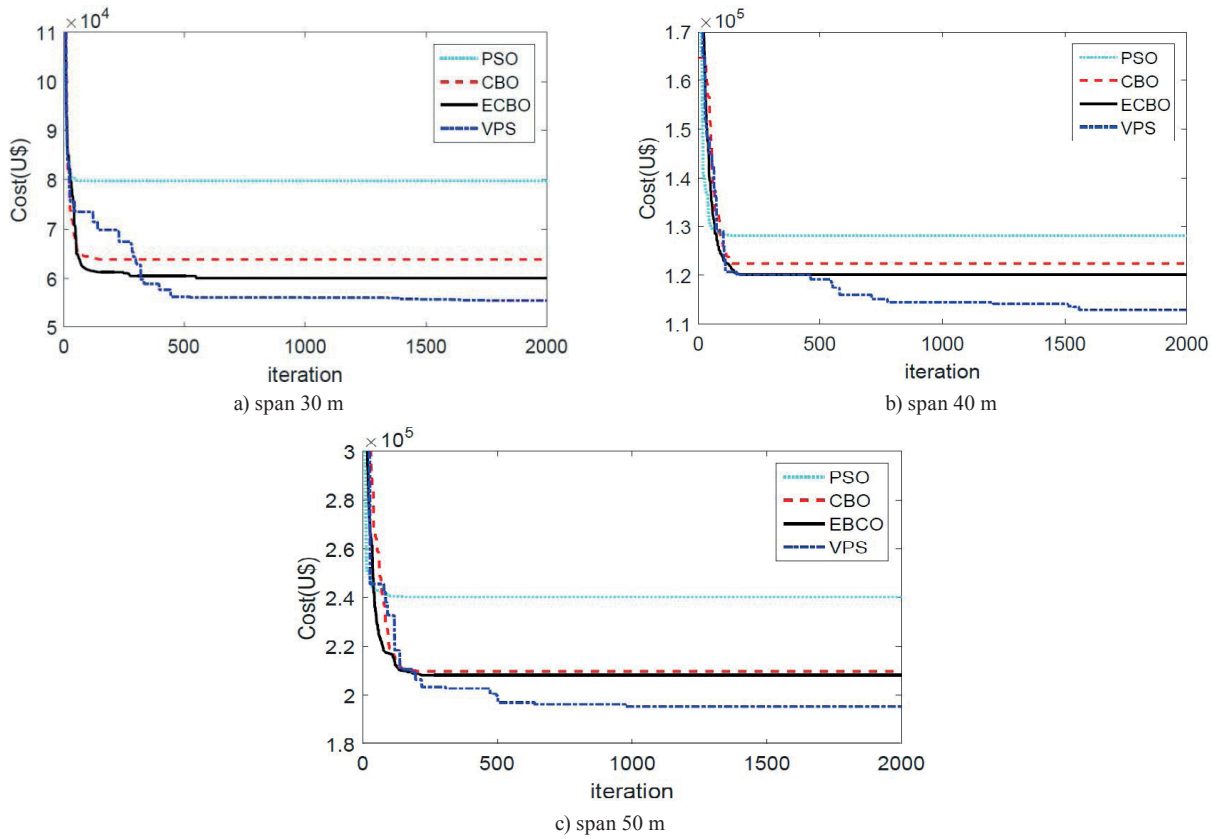 ×10⁴
11
10
9
8
7
6
5
Cost(U$)
0
500
1000
1500
2000
iteration
PSO
CBO
ECBO
VPS
a) span 30 m
×10⁵
1.7
1.6
1.5
1.4
1.3
1.2
1.1
Cost(U$)
0
500
1000
1500
2000
iteration
PSO
CBO
ECBO
VPS
b) span 40 m
×10⁵
3
2.8
2.6
2.4
2.2
2
1.8
Cost(U$)
0
500
1000
1500
2000
iteration
PSO
CBO
EBCO
VPS
c) span 50 m